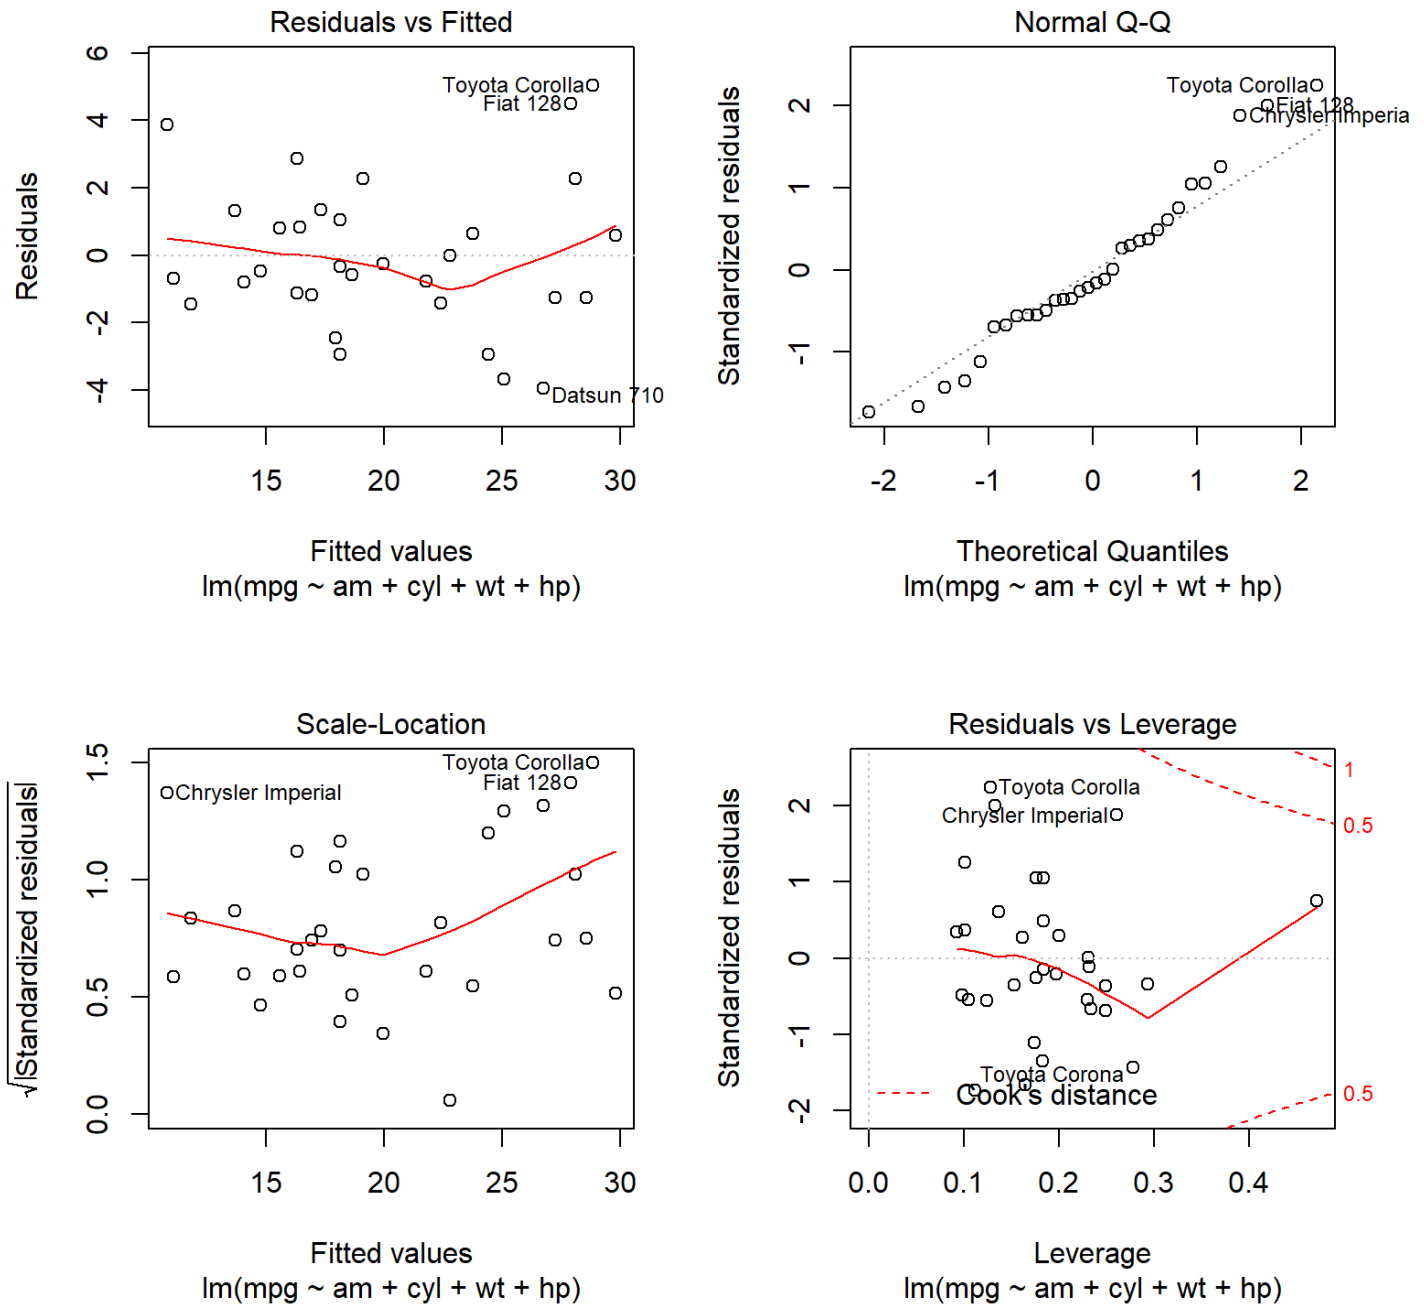 Residuals vs Fitted
Residuals
6
4
2
0
-2
-4
Toyota Corolla
Fiat 128
Datsun 710
15
20
25
30
Fitted values
lm(mpg ~ am + cyl + wt + hp)
Normal Q-Q
Standardized residuals
2
1
0
-1
Toyota Corolla
Fiat 128
Chrysler Imperia
-2
-1
0
1
2
Theoretical Quantiles
lm(mpg ~ am + cyl + wt + hp)
Scale-Location
√|Standardized residuals|
1.5
1.0
0.5
0.0
Toyota Corolla
Fiat 128
Chrysler Imperial
15
20
25
30
Fitted values
lm(mpg ~ am + cyl + wt + hp)
Residuals vs Leverage
Standardized residuals
2
1
0
-1
-2
Toyota Corolla
Chrysler Imperial
Toyota Corona
Cook's distance
1
0.5
0.5
0.0
0.1
0.2
0.3
0.4
Leverage
lm(mpg ~ am + cyl + wt + hp)